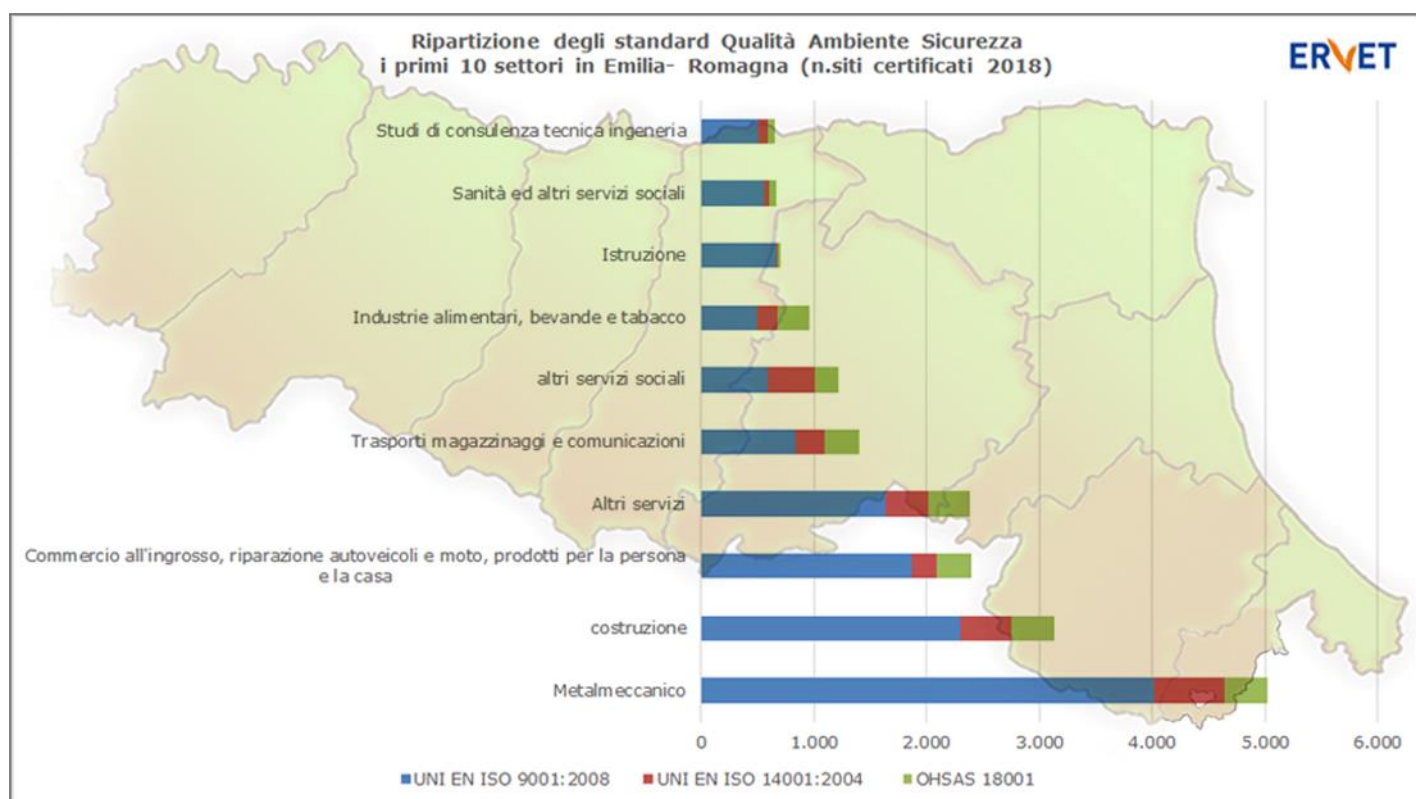 Ripartizione degli standard Qualità Ambiente Sicurezza
i primi 10 settori in Emilia- Romagna (n.siti certificati 2018)
ERVET
Studi di consulenza tecnica ingeneria
Sanità ed altri servizi sociali
Istruzione
Industrie alimentari, bevande e tabacco
altri servizi sociali
Trasporti magazzinaggi e comunicazioni
Altri servizi
Commercio all'ingrosso, riparazione autoveicoli e moto, prodotti per la persona
e la casa
costruzione
Metalmeccanico
0 1.000 2.000 3.000 4.000 5.000 6.000
UNI EN ISO 9001:2008 UNI EN ISO 14001:2004 OHSAS 18001